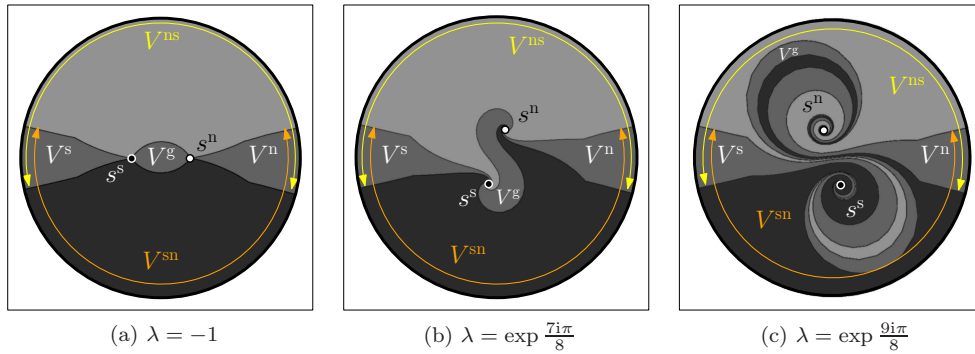 V^ns
V^s
V^g
s^n
V^n
s^s
V^sn
(a) λ = −1
V^ns
s^n
V^s
V^n
s^s
V^g
V^sn
(b) λ = exp 7iπ/8
V^g
V^ns
s^n
V^s
V^n
V^sn
s^s
(c) λ = exp 9iπ/8